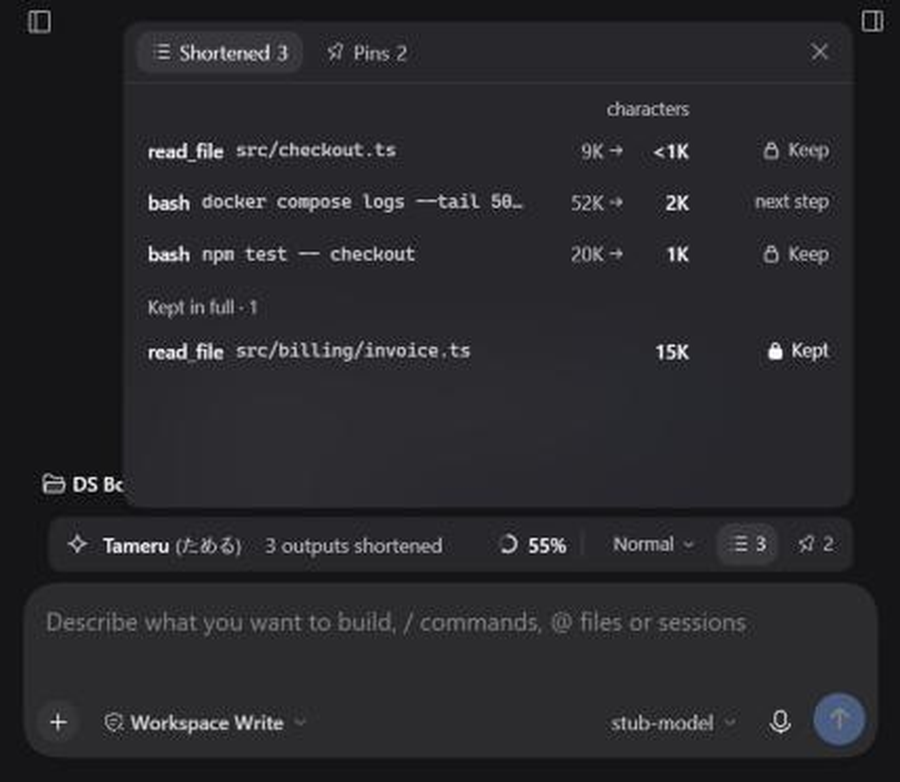 Shortened 3 Pins 2
characters
read_file src/checkout.ts 9K → <1K Keep
bash docker compose logs --tail 50… 52K → 2K next step
bash npm test -- checkout 20K → 1K Keep
Kept in full · 1
read_file src/billing/invoice.ts 15K Kept
DS
Tameru (ためる) 3 outputs shortened 55% Normal 3 2
Describe what you want to build, / commands, @ files or sessions
Workspace Write stub-model